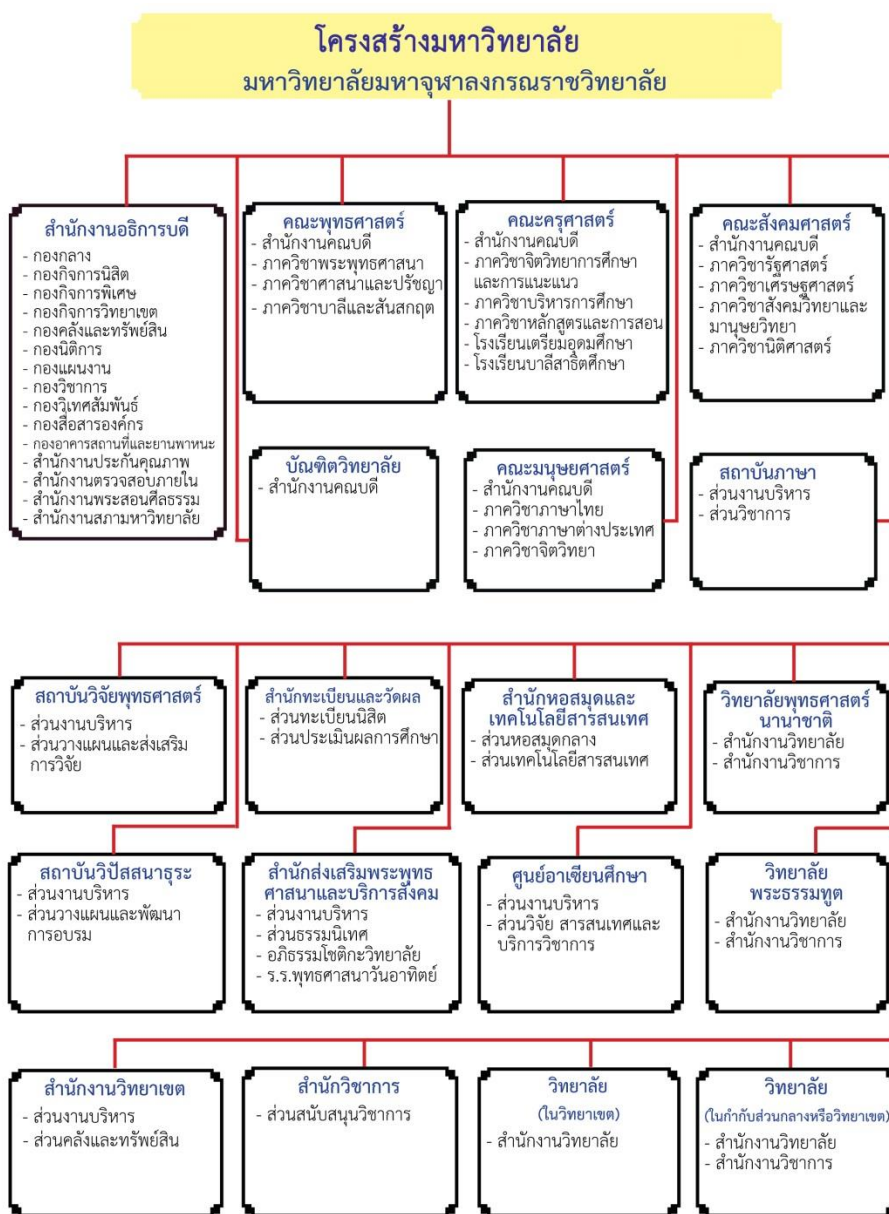 โครงสร้างมหาวิทยาลัย
มหาวิทยาลัยมหาจุฬาลงกรณราชวิทยาลัย
สำนักงานอธิการบดี
- กองกลาง
- กองกิจการนิสิต
- กองกิจการพิเศษ
- กองกิจการวิทยาเขต
- กองคลังและทรัพย์สิน
- กองนิติการ
- กองแผนงาน
- กองวิชาการ
- กองวิเทศสัมพันธ์
- กองสื่อสารองค์กร
- กองอาคารสถานที่และยานพาหนะ
- สำนักงานประกันคุณภาพ
- สำนักงานตรวจสอบภายใน
- สำนักงานพระสอนศีลธรรม
- สำนักงานสภามหาวิทยาลัย
คณะพุทธศาสตร์
- สำนักงานคณบดี
- ภาควิชาพระพุทธศาสนา
- ภาควิชาศาสนาและปรัชญา
- ภาควิชาบาลีและสันสกฤต
คณะครุศาสตร์
- สำนักงานคณบดี
- ภาควิชาจิตวิทยาการศึกษา
และการแนะแนว
- ภาควิชาบริหารการศึกษา
- ภาควิชาหลักสูตรและการสอน
- โรงเรียนเตรียมอุดมศึกษา
- โรงเรียนบาลีสาธิตศึกษา
คณะสังคมศาสตร์
- สำนักงานคณบดี
- ภาควิชารัฐศาสตร์
- ภาควิชาเศรษฐศาสตร์
- ภาควิชาสังคมวิทยาและ
มานุษยวิทยา
- ภาควิชานิติศาสตร์
บัณฑิตวิทยาลัย
- สำนักงานคณบดี
คณะมนุษยศาสตร์
- สำนักงานคณบดี
- ภาควิชาภาษาไทย
- ภาควิชาภาษาต่างประเทศ
- ภาควิชาจิตวิทยา
สถาบันภาษา
- ส่วนงานบริหาร
- ส่วนวิชาการ
สถาบันวิจัยพุทธศาสตร์
- ส่วนงานบริหาร
- ส่วนวางแผนและส่งเสริม
การวิจัย
สำนักทะเบียนและวัดผล
- ส่วนทะเบียนนิสิต
- ส่วนประเมินผลการศึกษา
สำนักหอสมุดและ
เทคโนโลยีสารสนเทศ
- ส่วนหอสมุดกลาง
- ส่วนเทคโนโลยีสารสนเทศ
วิทยาลัยพุทธศาสตร์
นานาชาติ
- สำนักงานวิทยาลัย
- สำนักงานวิชาการ
สถาบันวิปัสสนาธุระ
- ส่วนงานบริหาร
- ส่วนวางแผนและพัฒนา
การอบรม
สำนักส่งเสริมพระพุทธ
ศาสนาและบริการสังคม
- ส่วนงานบริหาร
- ส่วนธรรมนิเทศ
- อภิธรรมโชติกะวิทยาลัย
- ร.ร.พุทธศาสนาวันอาทิตย์
ศูนย์อาเซียนศึกษา
- ส่วนงานบริหาร
- ส่วนวิจัย สารสนเทศและ
บริการวิชาการ
วิทยาลัย
พระธรรมทูต
- สำนักงานวิทยาลัย
- สำนักงานวิชาการ
สำนักงานวิทยาเขต
- ส่วนงานบริหาร
- ส่วนคลังและทรัพย์สิน
สำนักวิชาการ
- ส่วนสนับสนุนวิชาการ
วิทยาลัย
(ในวิทยาเขต)
- สำนักงานวิทยาลัย
วิทยาลัย
(ในกำกับส่วนกลางหรือวิทยาเขต)
- สำนักงานวิทยาลัย
- สำนักงานวิชาการ